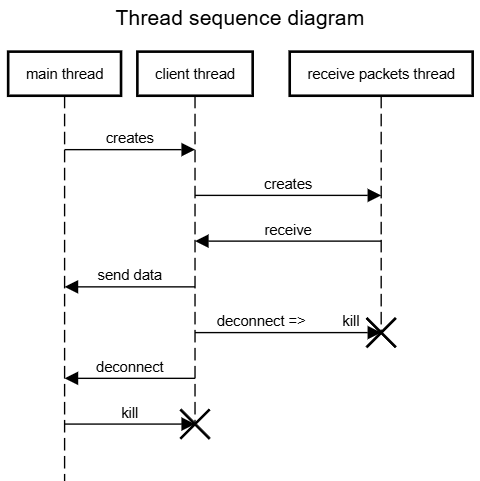 Thread sequence diagram
main thread
client thread
receive packets thread
creates
creates
receive
send data
deconnect => kill
deconnect
kill